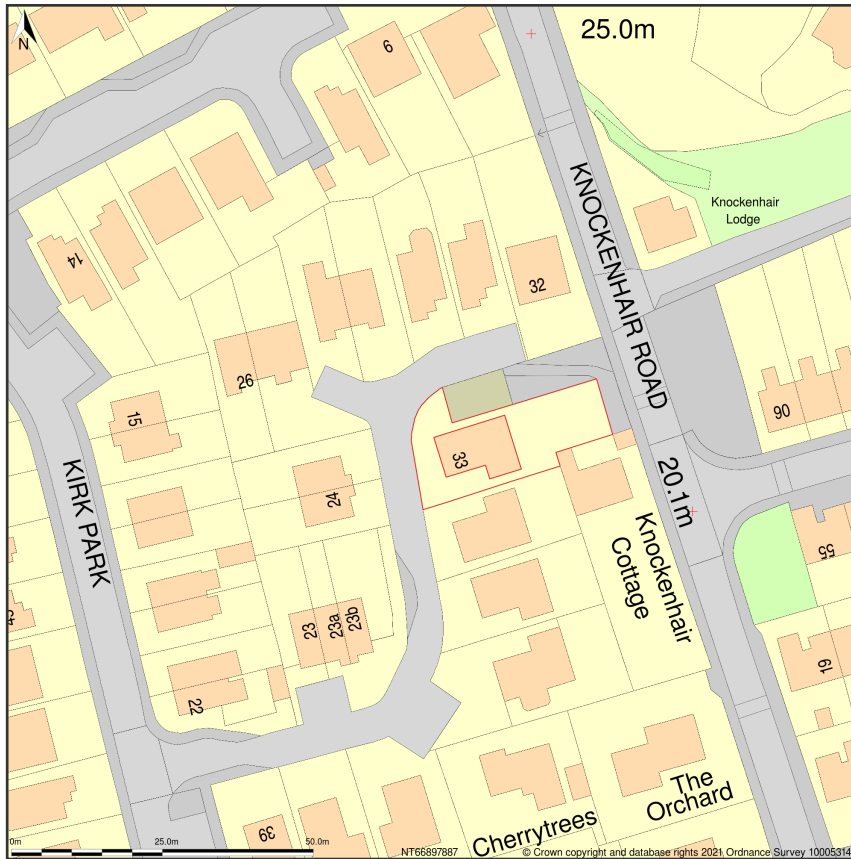 N
6
25.0m
KNOCKENHAIR ROAD
Knockenhair
Lodge
14
32
26
15
90
33
24
KIRK PARK
20.1m
Knockenhair
Cottage
55
23
23a
23b
19
22
The
Orchard
Cherrytrees
39
0m
25.0m
50.0m
NT66897887
© Crown copyright and database rights 2021 Ordnance Survey 10005314